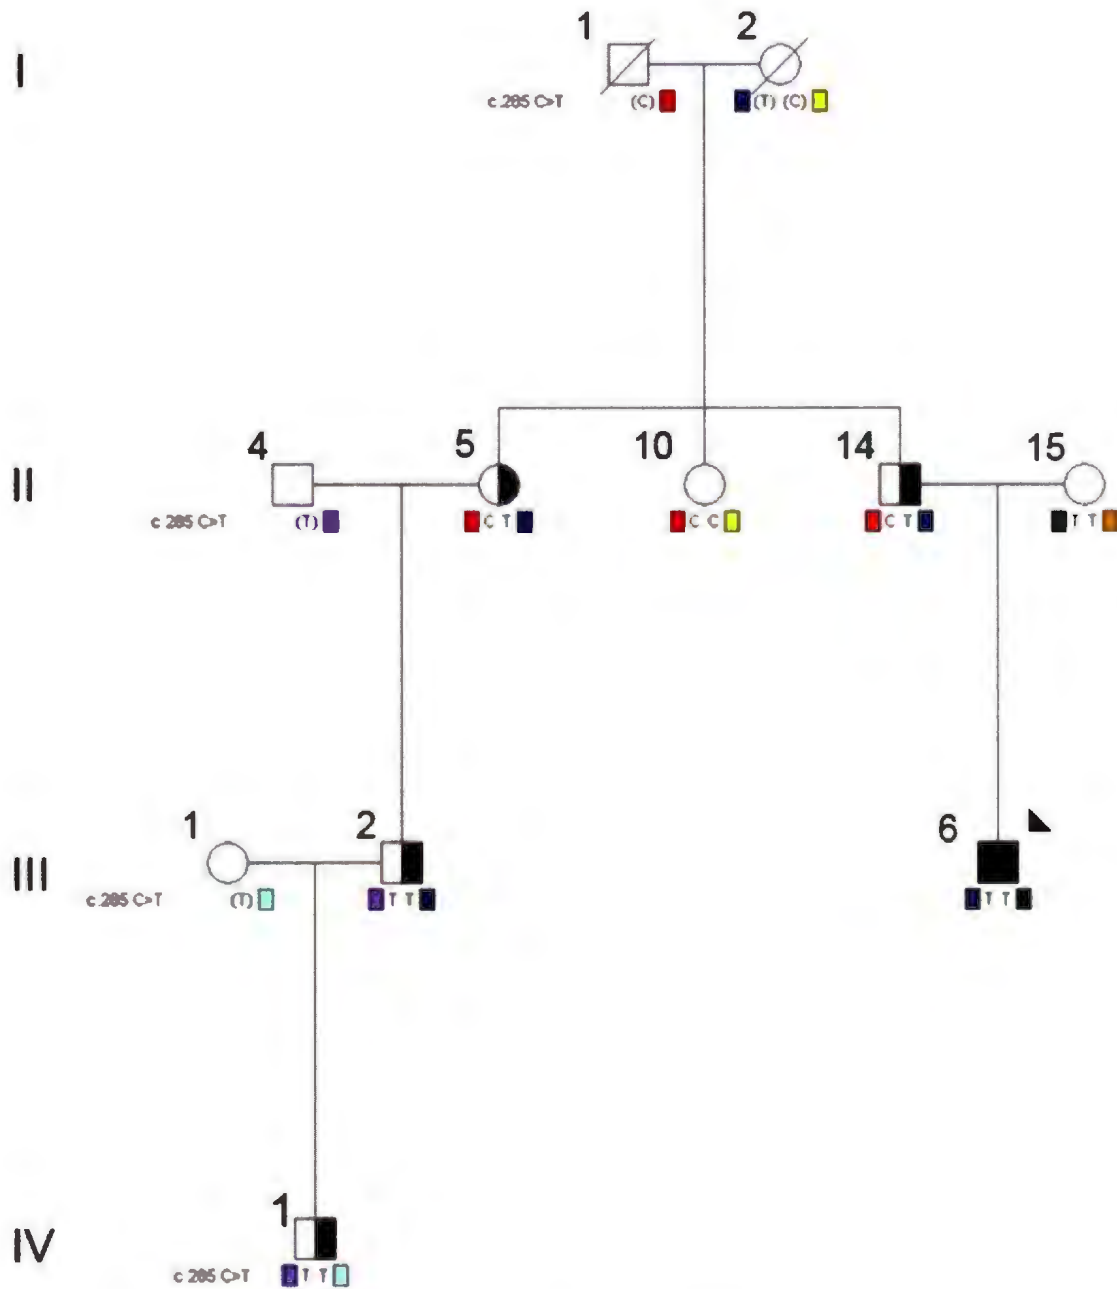 1 2
I
c.285 C>T (C) (T) (C)
4 5 10 14 15
II
c 285 C>T (T) C T C C C T T T
1 2 6
III
c.285 C>T (T) T T T T
1
IV
c 285 C>T T T